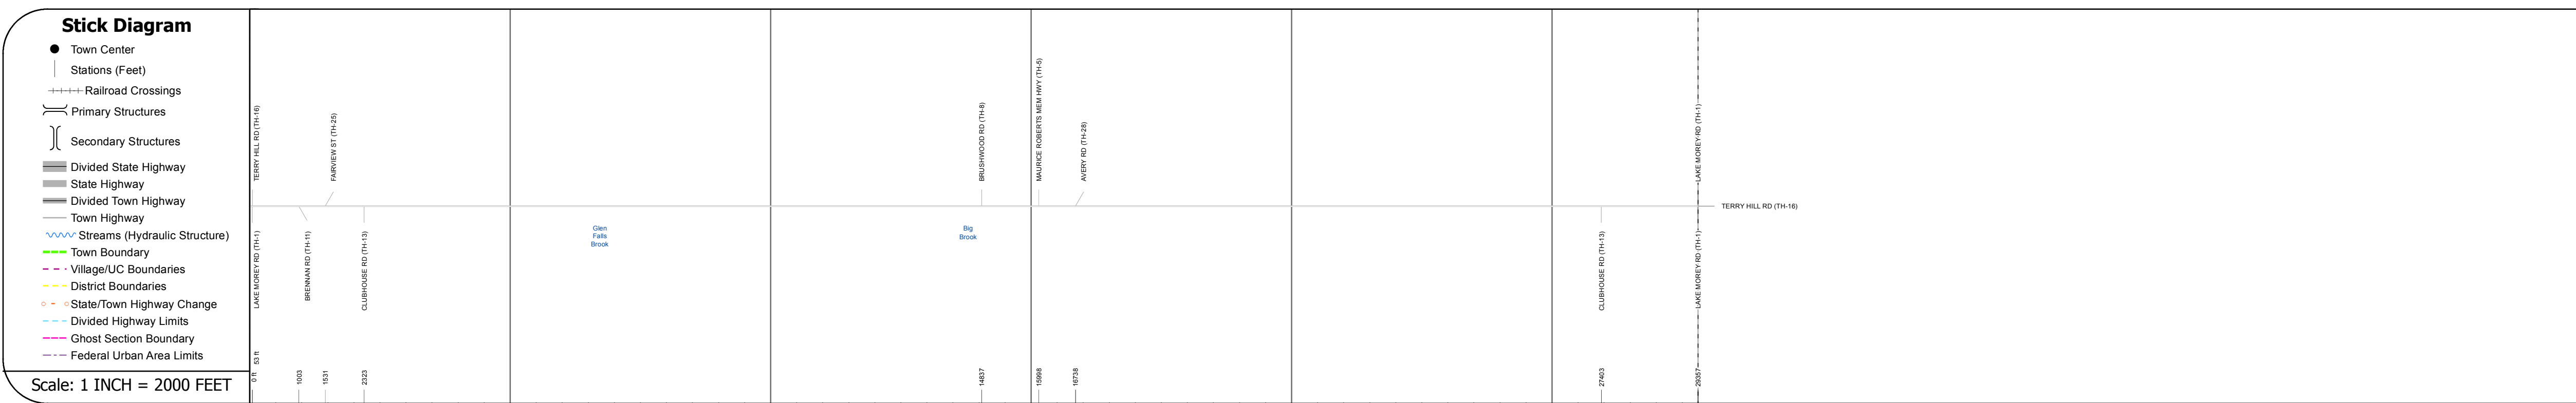 Stick Diagram
Town Center
Stations (Feet)
Railroad Crossings
Primary Structures
Secondary Structures
Divided State Highway
State Highway
Divided Town Highway
Town Highway
Streams (Hydraulic Structure)
Town Boundary
Village/UC Boundaries
District Boundaries
State/Town Highway Change
Divided Highway Limits
Ghost Section Boundary
Federal Urban Area Limits
Scale: 1 INCH = 2000 FEET
TERRY HILL RD (TH-16)
FAIRVIEW ST (TH-25)
BRUSHWOOD RD (TH-8)
MAURICE ROBERTS MEM HWY (TH-5)
AVERY RD (TH-28)
LAKE MOREY RD (TH-1)
TERRY HILL RD (TH-16)
LAKE MOREY RD (TH-1)
BRENNAN RD (TH-11)
CLUBHOUSE RD (TH-13)
Glen
Falls
Brook
Big
Brook
CLUBHOUSE RD (TH-13)
LAKE MOREY RD (TH-1)
0 ft
53 ft
1003
1531
2323
14837
15998
16738
27403
29357